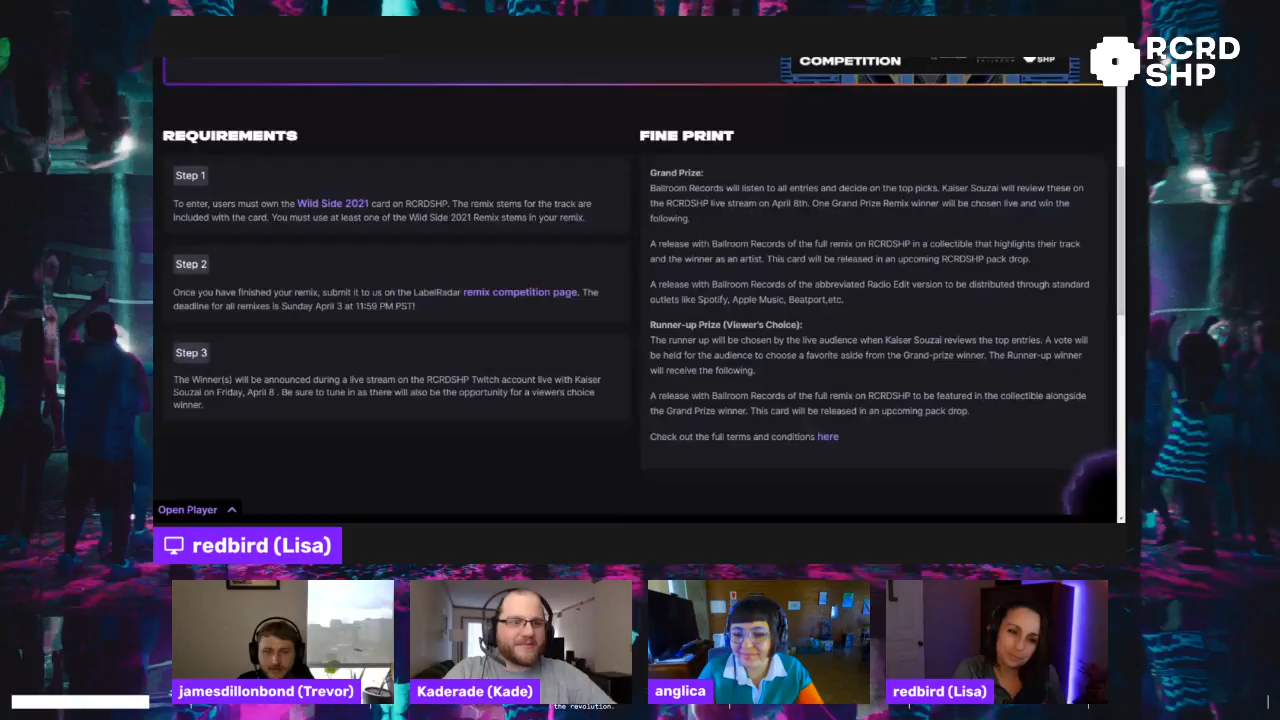 COMPETITION
SHP
RCRD
SHP
REQUIREMENTS
Step 1
To enter, users must own the Wild Side 2021 card on RCRDSHP. The remix stems for the track are
included with the card. You must use at least one of the Wild Side 2021 Remix stems in your remix.
Step 2
Once you have finished your remix, submit it to us on the LabelRadar remix competition page. The
deadline for all remixes is Sunday April 3 at 11:59 PM PST!
Step 3
The Winner(s) will be announced during a live stream on the RCRDSHP Twitch account live with Kaiser
Souzai on Friday, April 8 . Be sure to tune in as there will also be the opportunity for a viewers choice
winner.
FINE PRINT
Grand Prize:
Ballroom Records will listen to all entries and decide on the top picks. Kaiser Souzai will review these on
the RCRDSHP live stream on April 8th. One Grand Prize Remix winner will be chosen live and win the
following.
A release with Ballroom Records of the full remix on RCRDSHP in a collectible that highlights their track
and the winner as an artist. This card will be released in an upcoming RCRDSHP pack drop.
A release with Ballroom Records of the abbreviated Radio Edit version to be distributed through standard
outlets like Spotify, Apple Music, Beatport,etc.
Runner-up Prize (Viewer's Choice):
The runner up will be chosen by the live audience when Kaiser Souzai reviews the top entries. A vote will
be held for the audience to choose a favorite aside from the Grand-prize winner. The Runner-up winner
will receive the following.
A release with Ballroom Records of the full remix on RCRDSHP to be featured in the collectible alongside
the Grand Prize winner. This card will be released in an upcoming pack drop.
Check out the full terms and conditions here
Open Player
redbird (Lisa)
jamesdillonbond (Trevor)
Kaderade (Kade)
anglica
redbird (Lisa)
the revolution.